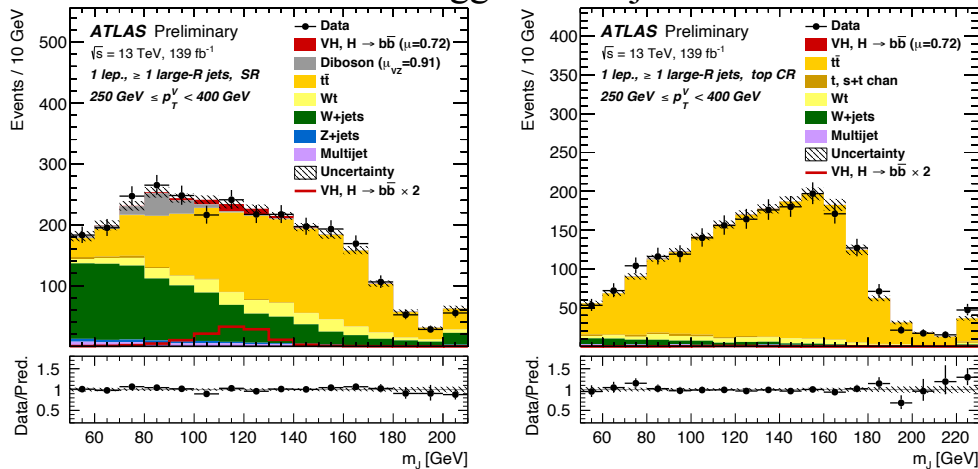 Events / 10 GeV
500
400
300
200
100
ATLAS Preliminary
√s = 13 TeV, 139 fb⁻¹
1 lep., ≥ 1 large-R jets, SR
250 GeV ≤ p_T^V < 400 GeV
Data
VH, H → bb̄ (μ=0.72)
Diboson (μ_VZ=0.91)
tt̄
Wt
W+jets
Z+jets
Multijet
Uncertainty
VH, H → bb̄ × 2
Data/Pred.
1.5
1
0.5
60 80 100 120 140 160 180 200
m_J [GeV]
Events / 10 GeV
400
350
300
250
200
150
100
50
ATLAS Preliminary
√s = 13 TeV, 139 fb⁻¹
1 lep., ≥ 1 large-R jets, top CR
250 GeV ≤ p_T^V < 400 GeV
Data
VH, H → bb̄ (μ=0.72)
tt̄
t, s+t chan
Wt
W+jets
Multijet
Uncertainty
VH, H → bb̄ × 2
Data/Pred.
1.5
1
0.5
60 80 100 120 140 160 180 200 220
m_J [GeV]